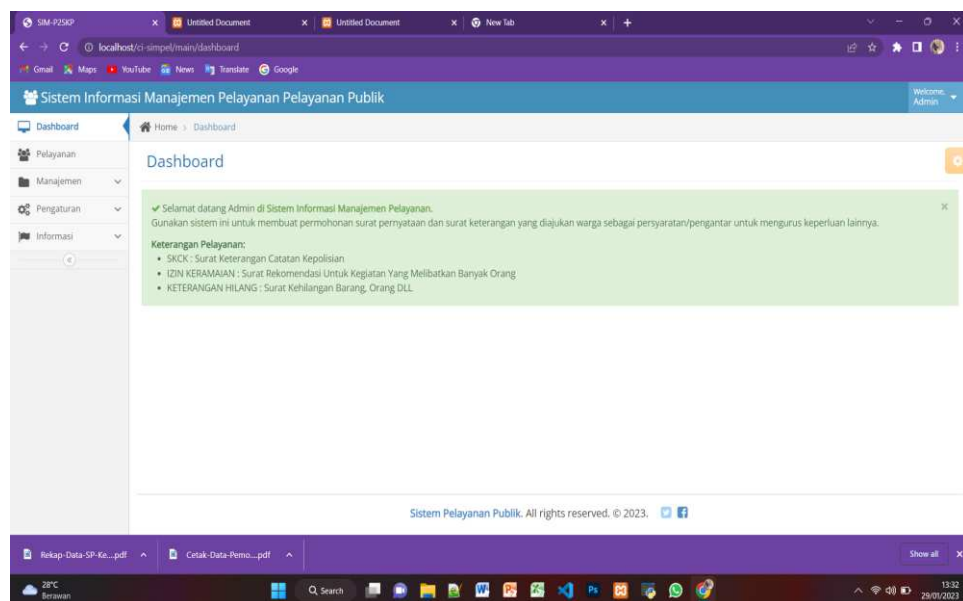 SIM-P2SKP
Untitled Document
Untitled Document
New Tab
localhost/ci-simpel/main/dashboard
Gmail Maps YouTube News Translate Google
Sistem Informasi Manajemen Pelayanan Pelayanan Publik
Welcome,
Admin
Dashboard
Pelayanan
Manajemen
Pengaturan
Informasi
Home > Dashboard
Dashboard
Selamat datang Admin di Sistem Informasi Manajemen Pelayanan.
Gunakan sistem ini untuk membuat permohonan surat pernyataan dan surat keterangan yang diajukan warga sebagai persyaratan/pengantar untuk mengurus keperluan lainnya.
Keterangan Pelayanan:
• SKCK : Surat Keterangan Catatan Kepolisian
• IZIN KERAMAIAN : Surat Rekomendasi Untuk Kegiatan Yang Melibatkan Banyak Orang
• KETERANGAN HILANG : Surat Kehilangan Barang, Orang DLL
Sistem Pelayanan Publik. All rights reserved. © 2023.
Rekap-Data-SP-Ke....pdf
Cetak-Data-Pemo....pdf
Show all
28°C
Berawan
Search
13:32
29/01/2023